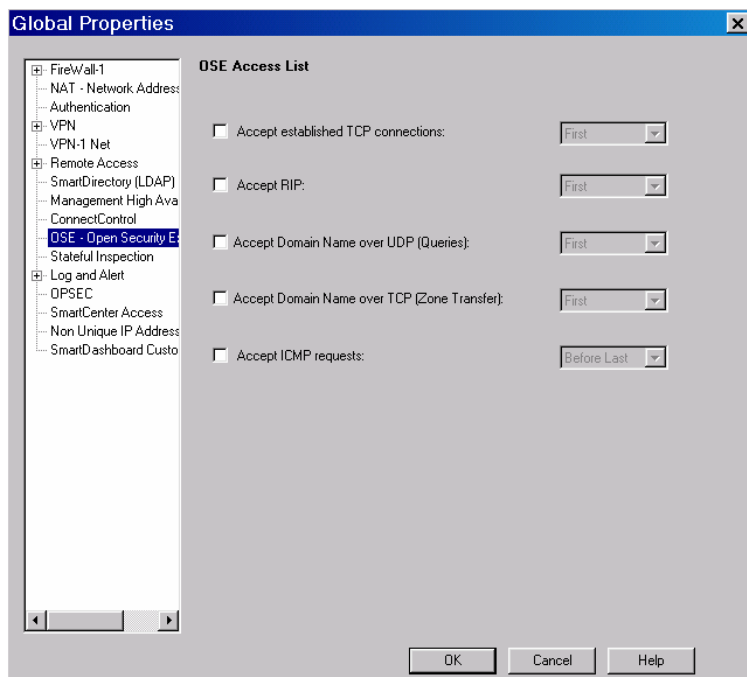 Global Properties
FireWall-1
NAT - Network Address
Authentication
VPN
VPN-1 Net
Remote Access
SmartDirectory (LDAP)
Management High Ava
ConnectControl
OSE - Open Security E
Stateful Inspection
Log and Alert
OPSEC
SmartCenter Access
Non Unique IP Address
SmartDashboard Custo
OSE Access List
Accept established TCP connections: First
Accept RIP: First
Accept Domain Name over UDP (Queries): First
Accept Domain Name over TCP (Zone Transfer): First
Accept ICMP requests: Before Last
OK Cancel Help